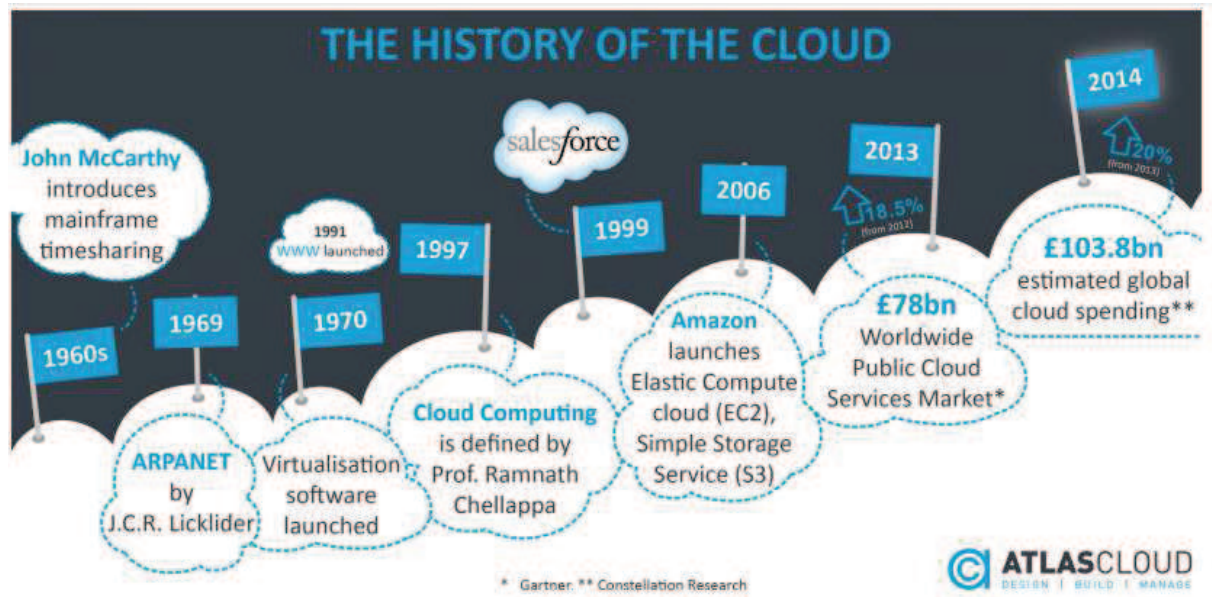 THE HISTORY OF THE CLOUD
John McCarthy
introduces
mainframe
timesharing
1960s
1969
ARPANET
by
J.C.R. Licklider
1970
Virtualisation
software
launched
1991
WWW launched
1997
Cloud Computing
is defined by
Prof. Ramnath
Chellappa
salesforce
1999
2006
Amazon
launches
Elastic Compute
cloud (EC2),
Simple Storage
Service (S3)
2013
18.5%
(from 2012)
£78bn
Worldwide
Public Cloud
Services Market*
2014
20%
(from 2013)
£103.8bn
estimated global
cloud spending**
* Gartner. ** Constellation Research
ATLASCLOUD
DESIGN | BUILD | MANAGE